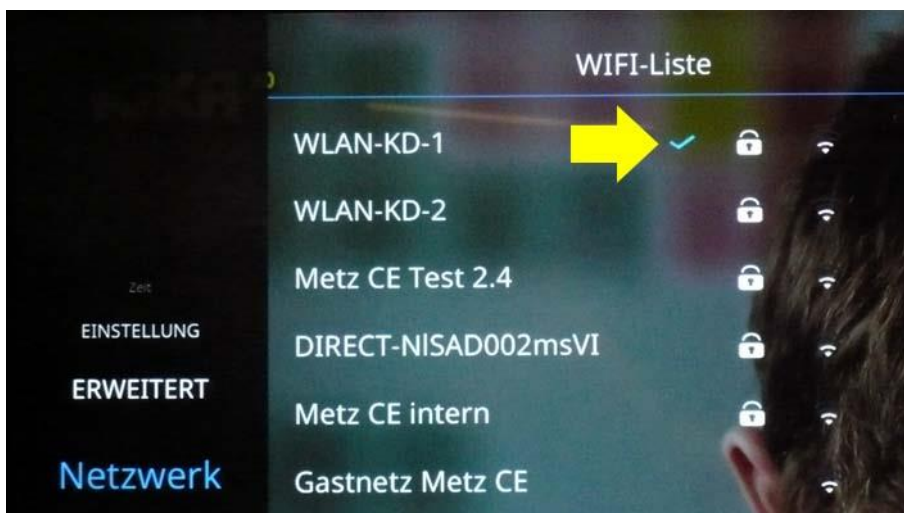 WIFI-Liste
WLAN-KD-1
WLAN-KD-2
Metz CE Test 2.4
DIRECT-NlSAD002msVI
Metz CE intern
Gastnetz Metz CE
Zeit
EINSTELLUNG
ERWEITERT
Netzwerk